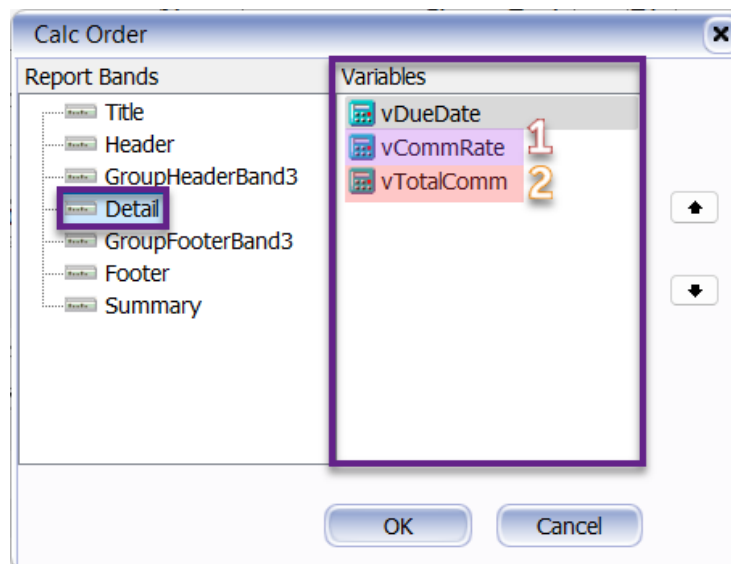 Calc Order
Report Bands
Title
Header
GroupHeaderBand3
Detail
GroupFooterBand3
Footer
Summary
Variables
vDueDate
vCommRate 1
vTotalComm 2
OK
Cancel